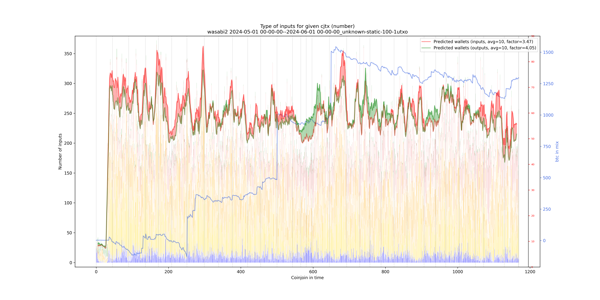 Type of inputs for given cjtx (number)
wasabi2 2024-05-01 00-00-00--2024-06-01 00-00-00_unknown-static-100-1utxo
Predicted wallets (inputs, avg=10, factor=3.47)
Predicted wallets (outputs, avg=10, factor=4.05)
350
300
250
200
150
100
50
0
Number of inputs
1500
1250
1000
750
500
250
0
btc in mix
0 200 400 600 800 1000 1200
Coinjoin in time